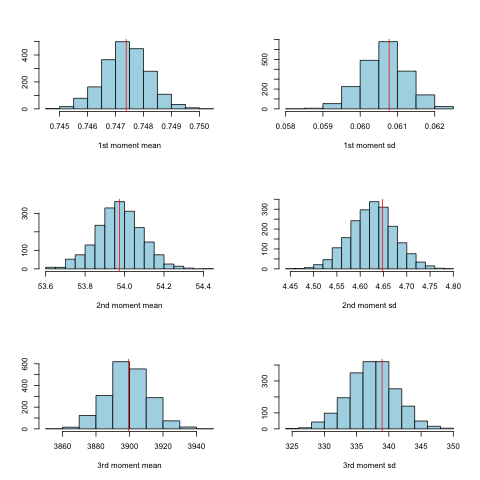 0 200 400
0.745 0.746 0.747 0.748 0.749 0.750
1st moment mean
0 200 500
0.058 0.059 0.060 0.061 0.062
1st moment sd
0 100 300
53.6 53.8 54.0 54.2 54.4
2nd moment mean
0 100 300
4.45 4.50 4.55 4.60 4.65 4.70 4.75 4.80
2nd moment sd
0 200 400 600
3860 3880 3900 3920 3940
3rd moment mean
0 100 300
325 330 335 340 345 350
3rd moment sd